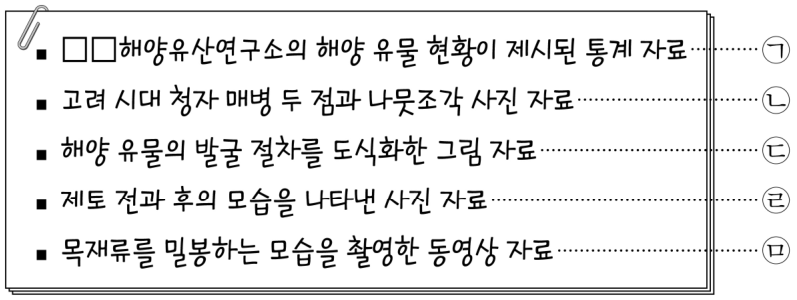 ▪ □□해양유산연구소의 해양 유물 현황이 제시된 통계 자료 ············ ㉠
▪ 고려 시대 청자 매병 두 점과 나뭇조각 사진 자료 ································ ㉡
▪ 해양 유물의 발굴 절차를 도식화한 그림 자료 ······································ ㉢
▪ 제토 전과 후의 모습을 나타낸 사진 자료 ·············································· ㉣
▪ 목재류를 밀봉하는 모습을 촬영한 동영상 자료 ··································· ㉤